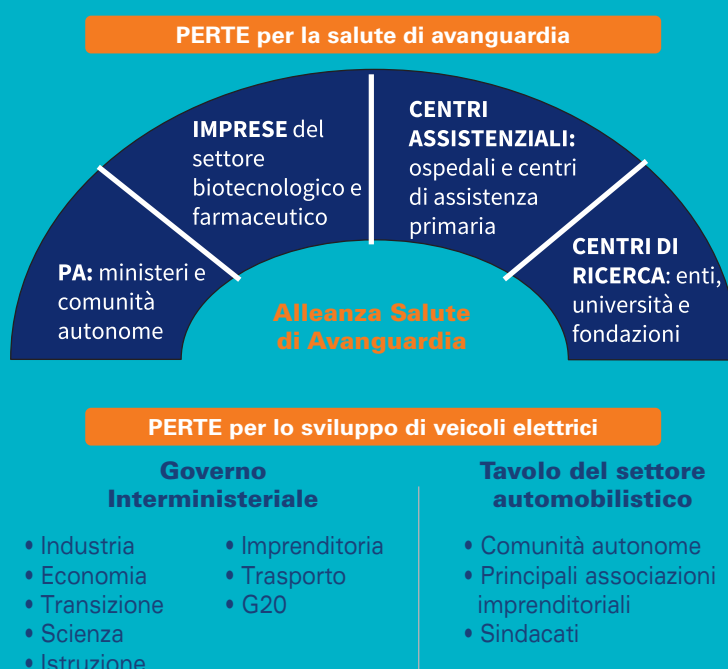 PERTE per la salute di avanguardia
PA: ministeri e
comunità
autonome
IMPRESE del
settore
biotecnologico e
farmaceutico
CENTRI
ASSISTENZIALI:
ospedali e centri
di assistenza
primaria
CENTRI DI
RICERCA: enti,
università e
fondazioni
Alleanza Salute
di Avanguardia
PERTE per lo sviluppo di veicoli elettrici
Governo
Interministeriale
• Industria
• Economia
• Transizione
• Scienza
• Istruzione
• Imprenditoria
• Trasporto
• G20
Tavolo del settore
automobilistico
• Comunità autonome
• Principali associazioni
imprenditoriali
• Sindacati